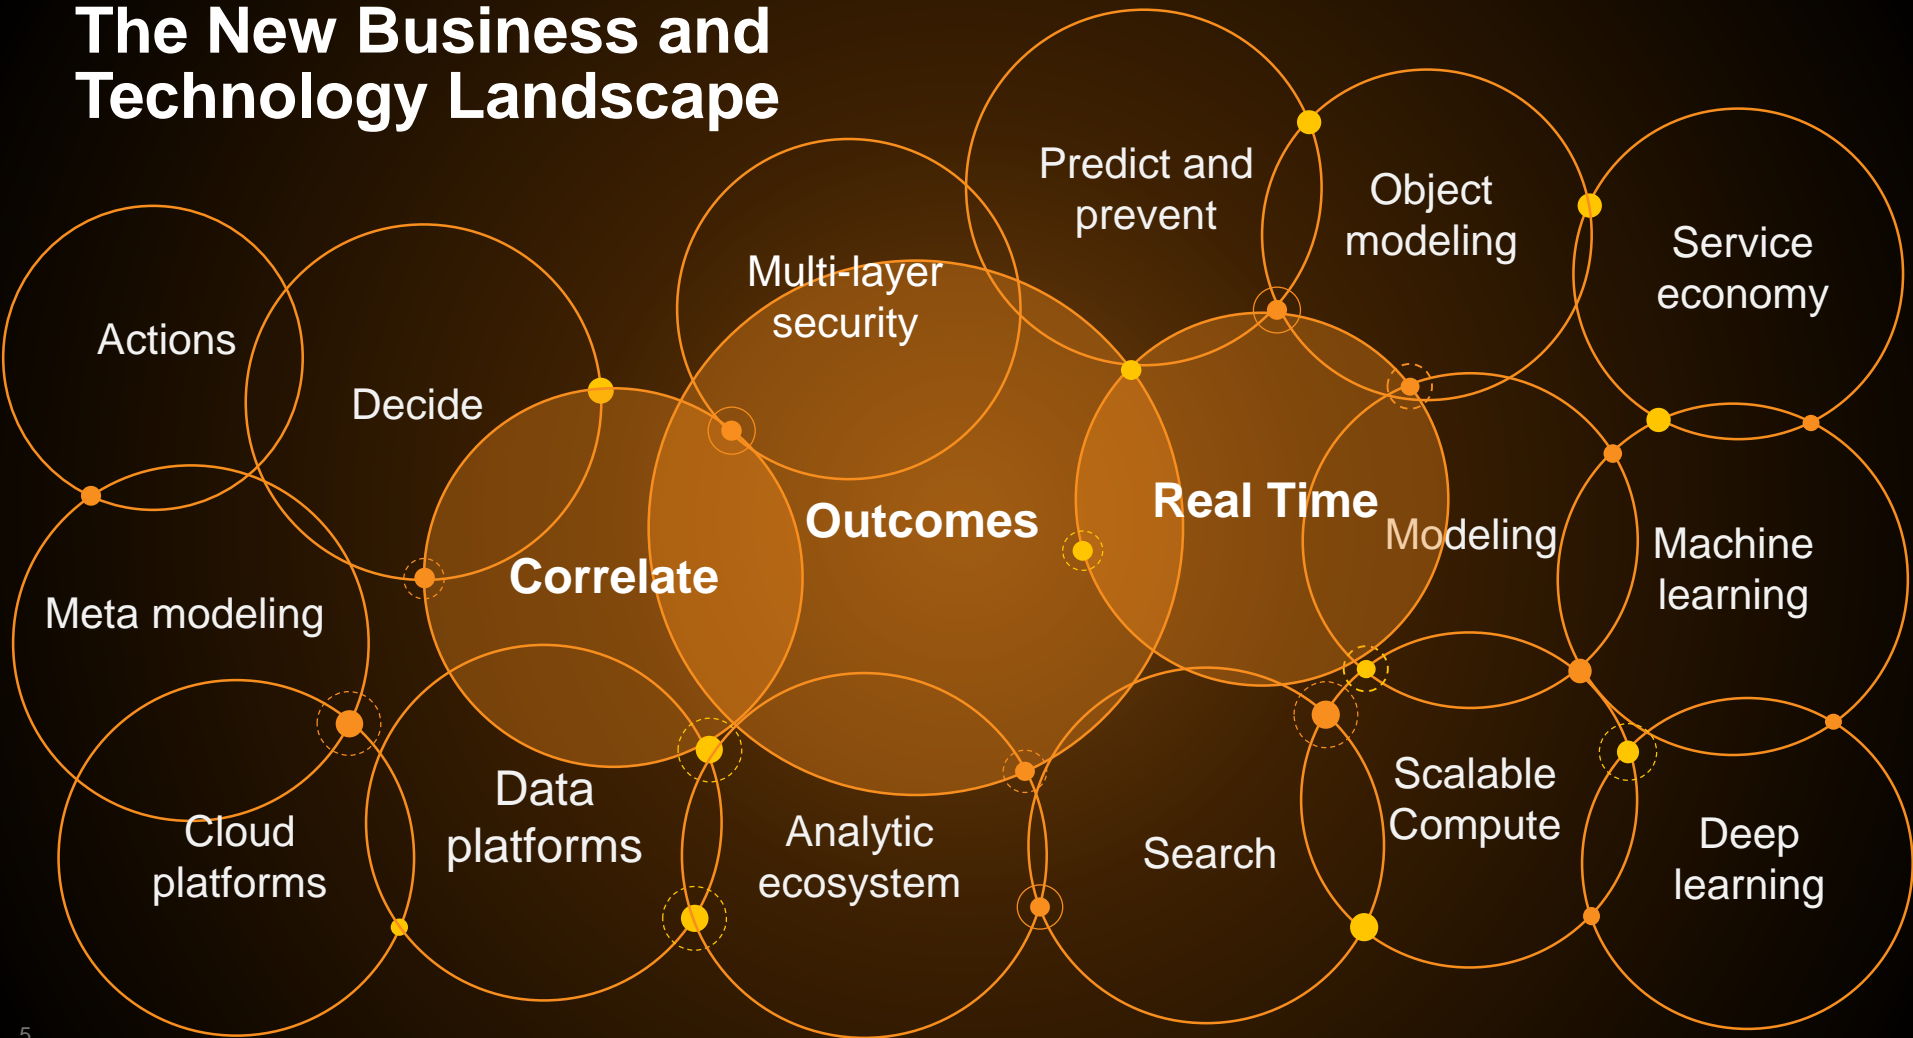 The New Business and
Technology Landscape
Predict and
prevent
Object
modeling
Service
economy
Multi-layer
security
Actions
Decide
Outcomes
Real Time
Modeling
Machine
learning
Correlate
Meta modeling
Data
platforms
Cloud
platforms
Analytic
ecosystem
Search
Scalable
Compute
Deep
learning
5